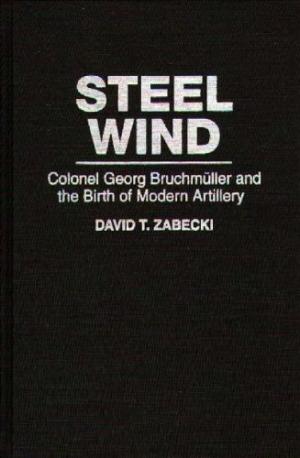 STEEL
WIND
Colonel Georg Bruchmüller and
the Birth of Modern Artillery
DAVID T. ZABECKI